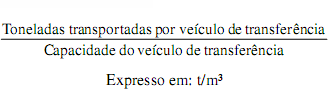 Toneladas transportadas por veículo de transferência
Capacidade do veículo de transferência
Expresso em: t/m³